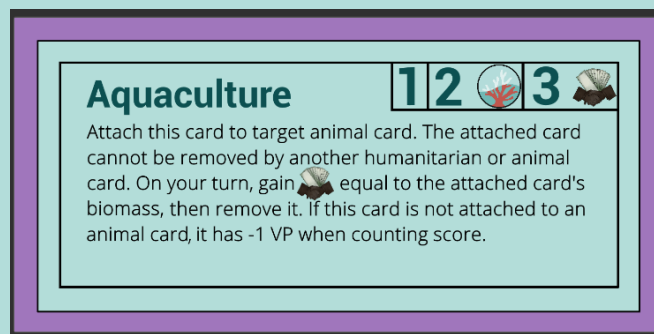 Aquaculture 1 2 3
Attach this card to target animal card. The attached card
cannot be removed by another humanitarian or animal
card. On your turn, gain equal to the attached card's
biomass, then remove it. If this card is not attached to an
animal card, it has -1 VP when counting score.